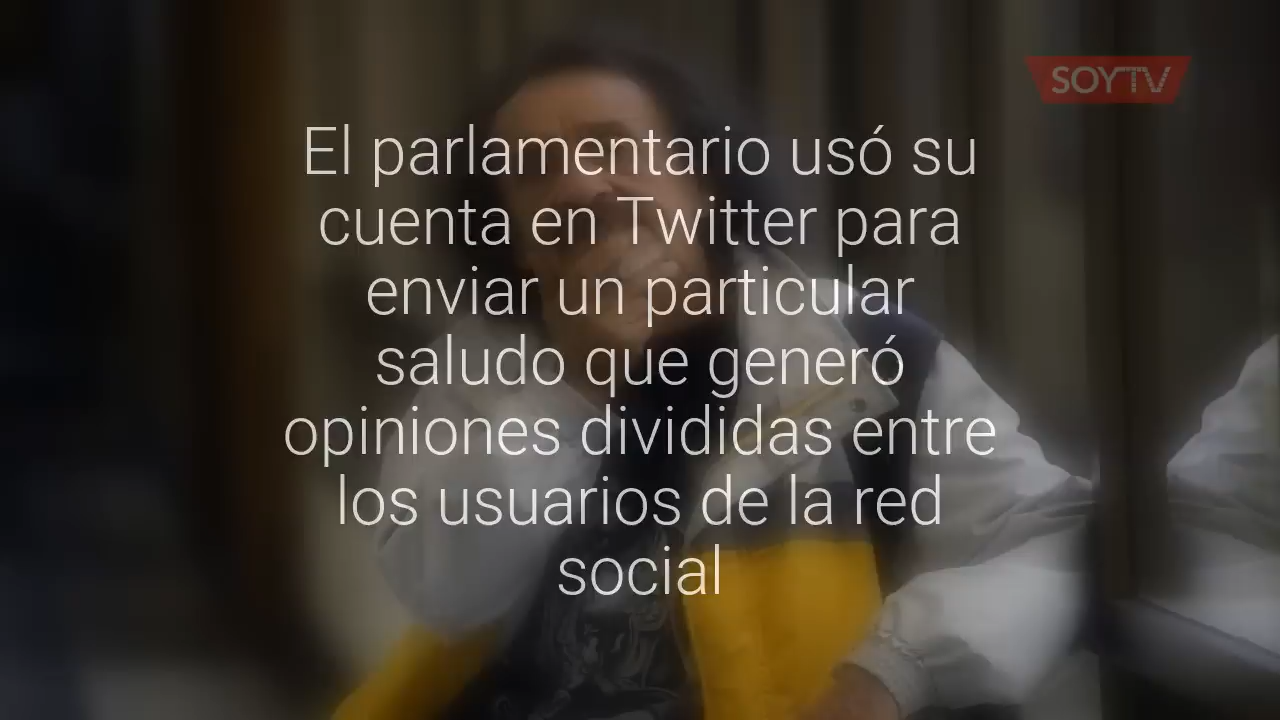 SOYTV
El parlamentario usó su
cuenta en Twitter para
enviar un particular
saludo que generó
opiniones divididas entre
los usuarios de la red
social